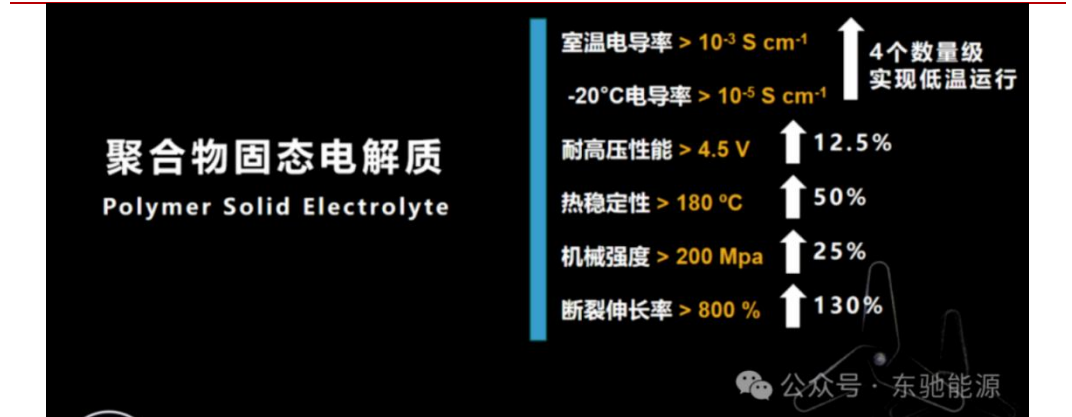 聚合物固态电解质
Polymer Solid Electrolyte
室温电导率 > 10⁻³ S cm⁻¹
-20°C电导率 > 10⁻⁵ S cm⁻¹
4个数量级
实现低温运行
耐高压性能 > 4.5 V
12.5%
热稳定性 > 180 ºC
50%
机械强度 > 200 Mpa
25%
断裂伸长率 > 800 %
130%
公众号 · 东驰能源